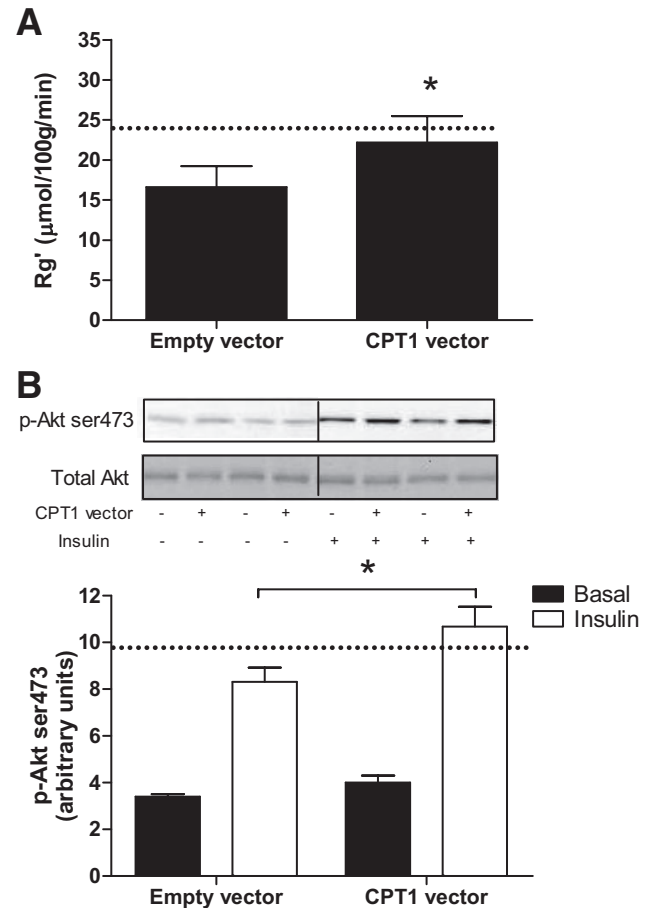 A
Rg' (μmol/100g/min)
35
30
25
20
15
10
5
0
*
Empty vector
CPT1 vector
B
p-Akt ser473
Total Akt
CPT1 vector - + - + - + - +
Insulin - - - - + + + +
*
Basal
Insulin
p-Akt ser473
(arbitrary units)
12
10
8
6
4
2
0
Empty vector
CPT1 vector